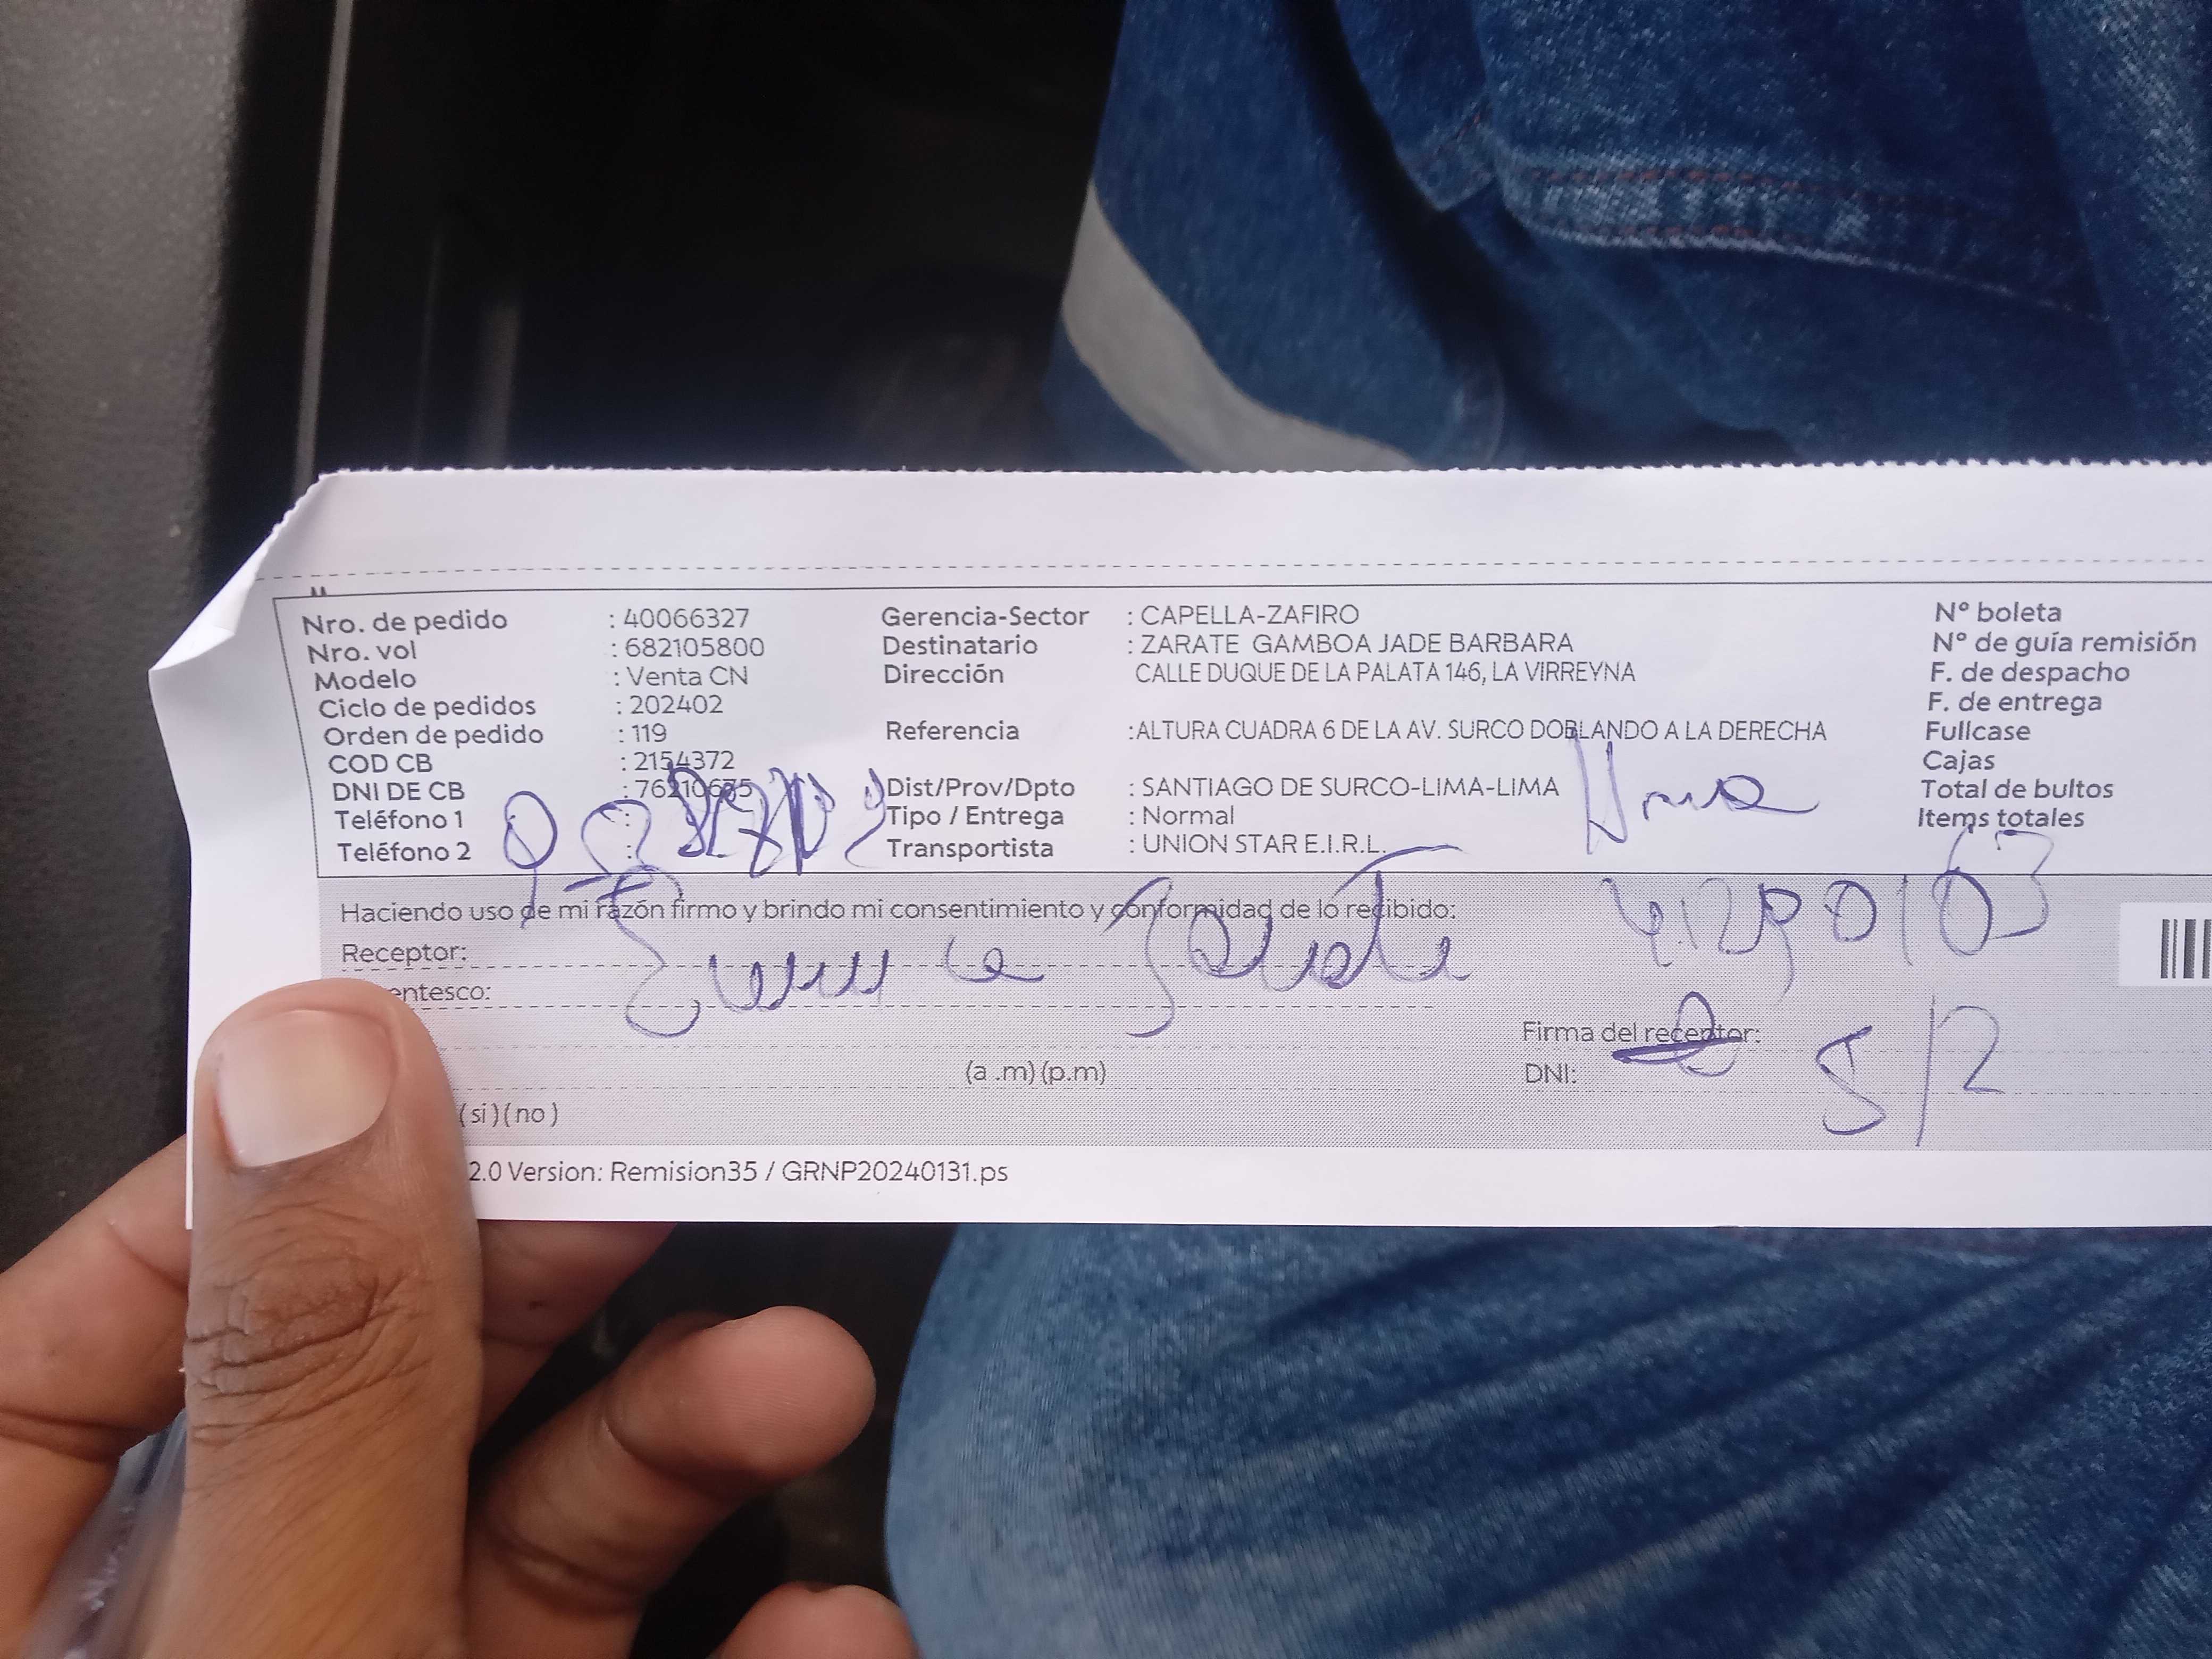 Nro. de pedido : 40066327 Gerencia-Sector : CAPELLA-ZAFIRO N° boleta
Nro. vol : 682105800 Destinatario : ZARATE GAMBOA JADE BARBARA N° de guía remisión
Modelo : Venta CN Dirección CALLE DUQUE DE LA PALATA 146, LA VIRREYNA F. de despacho
Ciclo de pedidos : 202402 F. de entrega
Orden de pedido : 119 Referencia :ALTURA CUADRA 6 DE LA AV. SURCO DOBLANDO A LA DERECHA Fullcase
COD CB : 2154372 Cajas
DNI DE CB : Dist/Prov/Dpto : SANTIAGO DE SURCO-LIMA-LIMA Total de bultos
Teléfono 1 : Tipo / Entrega : Normal Items totales
Teléfono 2 : Transportista : UNION STAR E.I.R.L.
Haciendo uso de mi razón firmo y brindo mi consentimiento y conformidad de lo recibido:
Receptor: Zarate
entesco:
Firma del receptor: 5/2
(a .m) (p.m) DNI:
(si) (no)
2.0 Version: Remision35 / GRNP20240131.ps